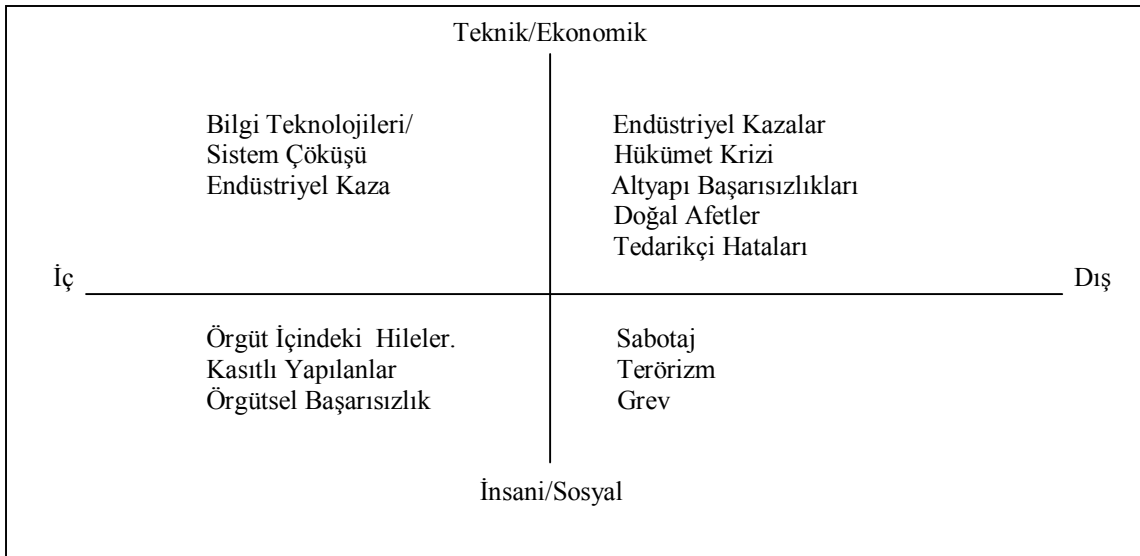 Teknik/Ekonomik
Bilgi Teknolojileri/
Sistem Çöküşü
Endüstriyel Kaza
Endüstriyel Kazalar
Hükümet Krizi
Altyapı Başarısızlıkları
Doğal Afetler
Tedarikçi Hataları
İç
Dış
Örgüt İçindeki Hileler.
Kasıtlı Yapılanlar
Örgütsel Başarısızlık
Sabotaj
Terörizm
Grev
İnsani/Sosyal